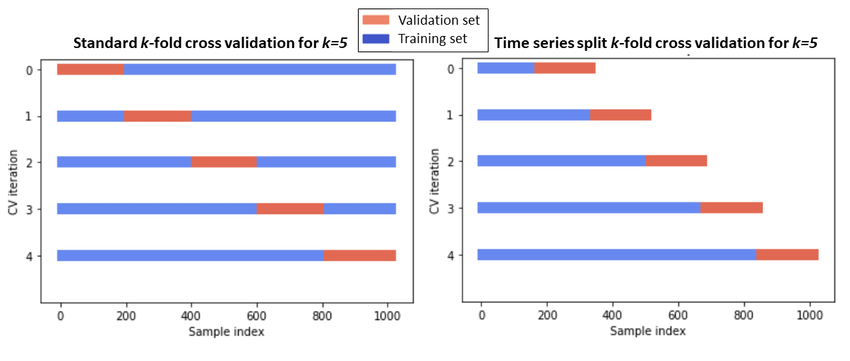 Validation set
Training set
Standard k-fold cross validation for k=5
Time series split k-fold cross validation for k=5
0
1
2
3
4
CV iteration
0
200
400
600
800
1000
Sample index
0
1
2
3
4
CV iteration
0
200
400
600
800
1000
Sample index